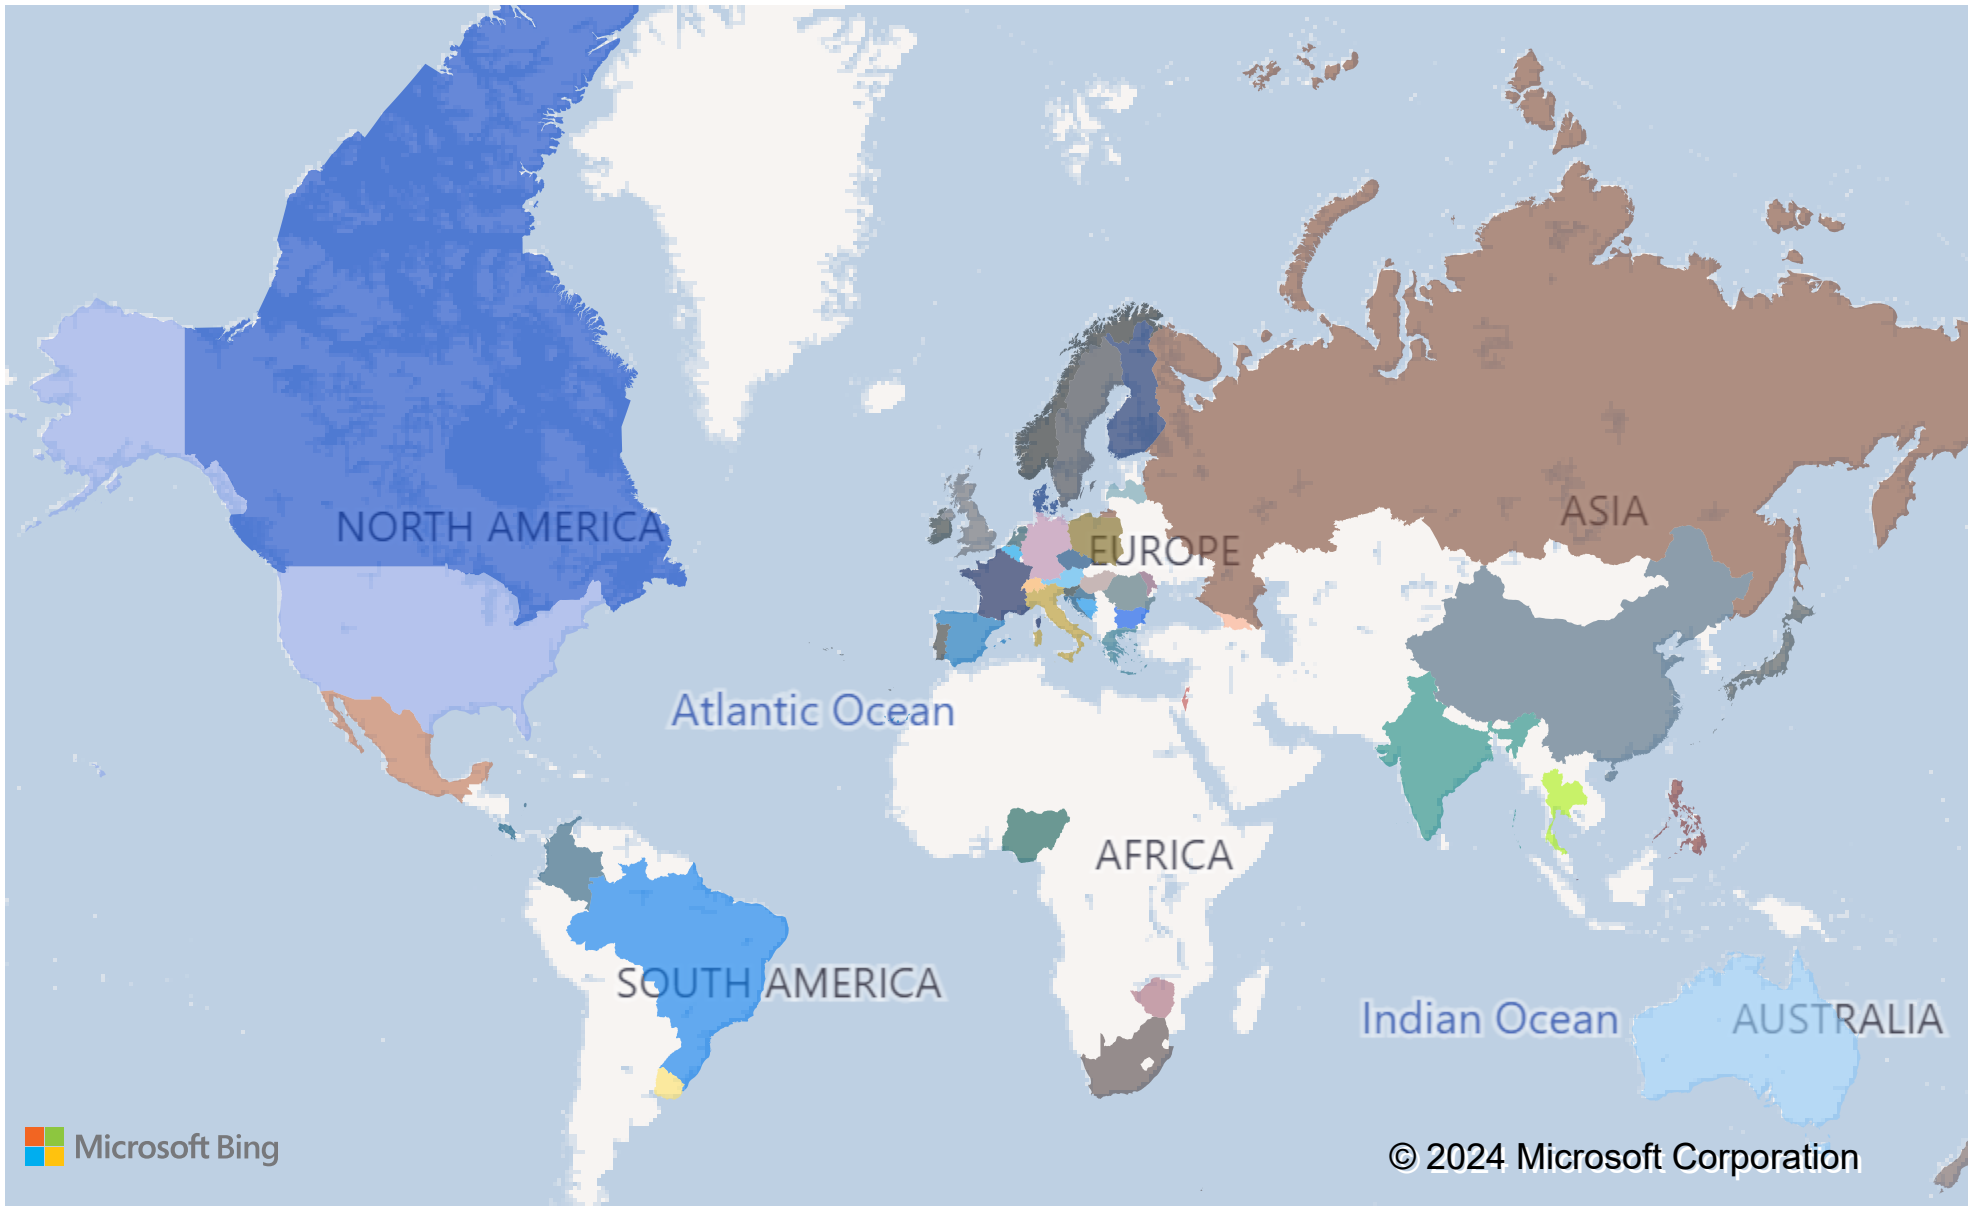 NORTH AMERICA
ASIA
EUROPE
Atlantic Ocean
AFRICA
SOUTH AMERICA
Indian Ocean
AUSTRALIA
Microsoft Bing
© 2024 Microsoft Corporation